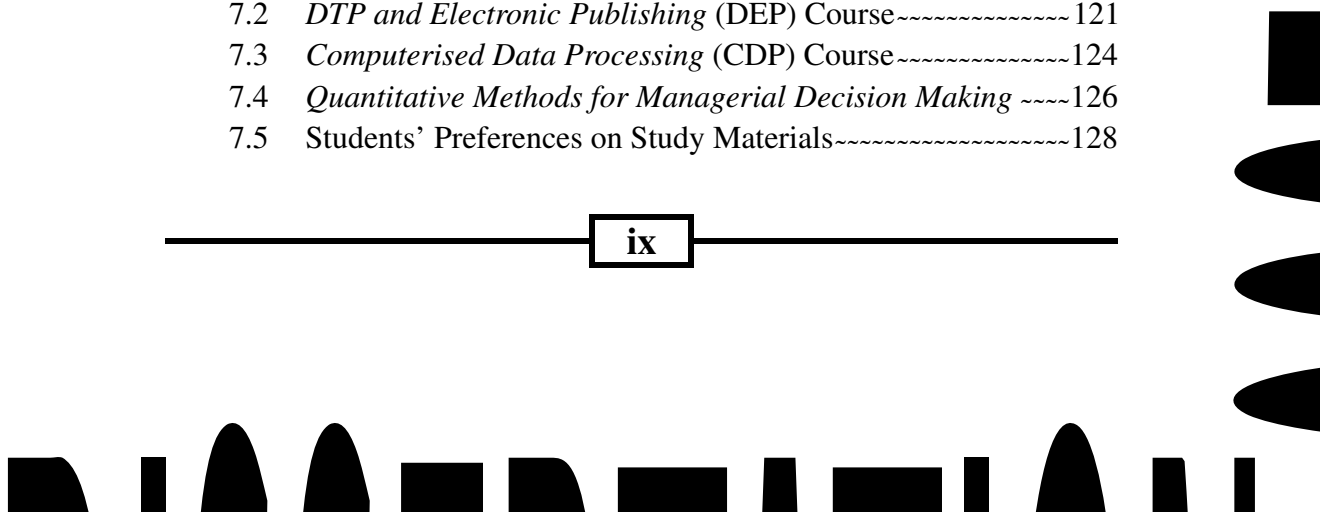 7.2 DTP and Electronic Publishing (DEP) Course~~~~~~~~~~~~~~121
7.3 Computerised Data Processing (CDP) Course~~~~~~~~~~~~~~124
7.4 Quantitative Methods for Managerial Decision Making ~~~~126
7.5 Students’ Preferences on Study Materials~~~~~~~~~~~~~~~~~~~128
ix